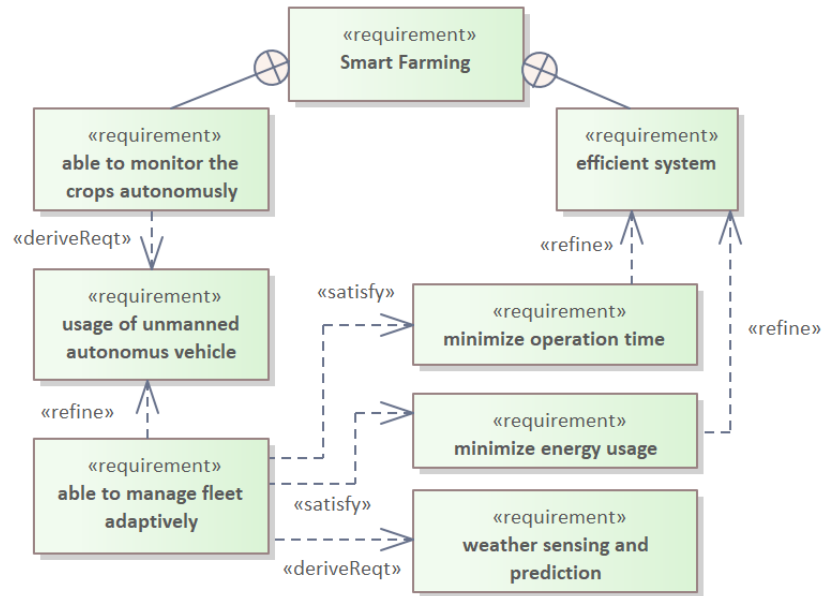 «requirement»
Smart Farming
«requirement»
able to monitor the
crops autonomusly
«requirement»
efficient system
«deriveReqt»
«refine»
«requirement»
usage of unmanned
autonomus vehicle
«satisfy»
«requirement»
minimize operation time
«refine»
«refine»
«requirement»
minimize energy usage
«requirement»
able to manage fleet
adaptively
«satisfy»
«requirement»
weather sensing and
prediction
«deriveReqt»